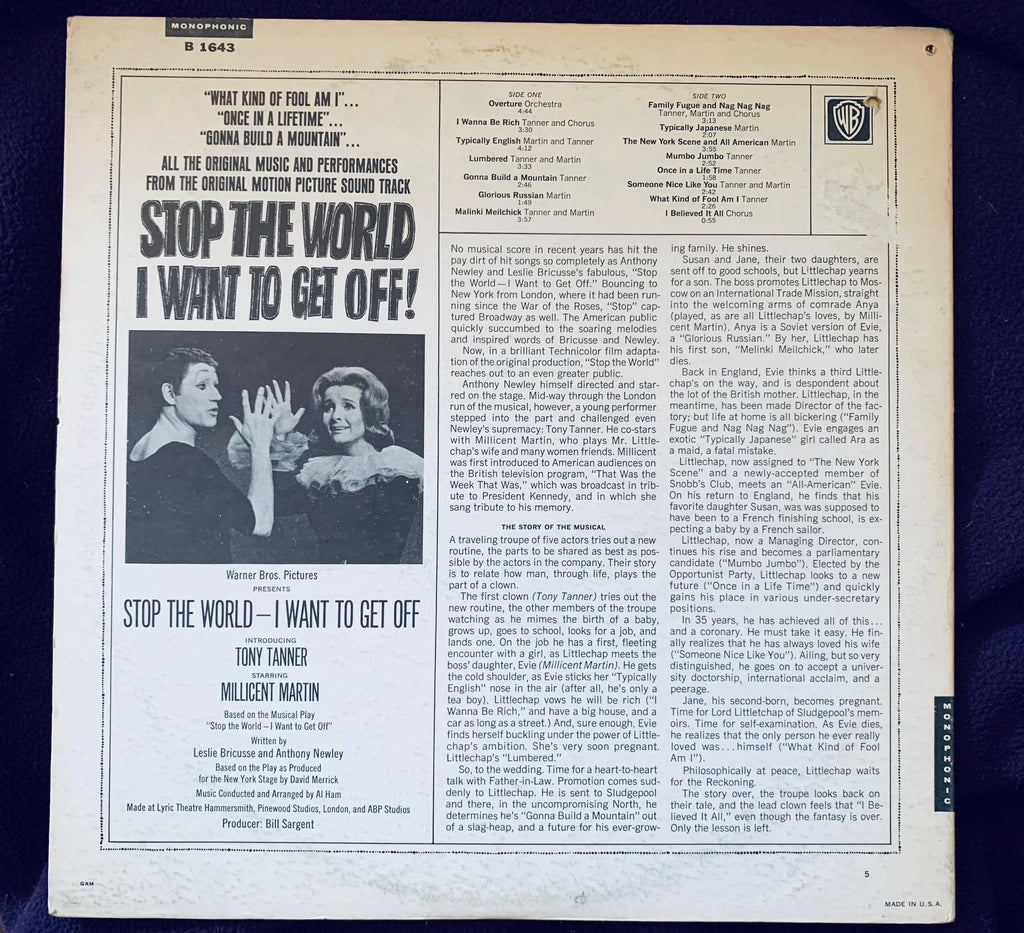 MONOPHONIC
B 1643
"WHAT KIND OF FOOL AM I"...
"ONCE IN A LIFETIME"...
"GONNA BUILD A MOUNTAIN"...
ALL THE ORIGINAL MUSIC AND PERFORMANCES
FROM THE ORIGINAL MOTION PICTURE SOUND TRACK
STOP THE WORLD
I WANT TO GET OFF!
Warner Bros. Pictures
PRESENTS
STOP THE WORLD—I WANT TO GET OFF
INTRODUCING
TONY TANNER
STARRING
MILLICENT MARTIN
Based on the Musical Play
"Stop the World—I Want to Get Off"
Written by
Leslie Bricusse and Anthony Newley
Based on the Play as Produced
for the New York Stage by David Merrick
Music Conducted and Arranged by Al Ham
Made at Lyric Theatre Hammersmith, Pinewood Studios, London, and ABP Studios
Producer: Bill Sargent
SIDE ONE
Overture Orchestra
4:44
I Wanna Be Rich Tanner and Chorus
3:30
Typically English Martin and Tanner
4:12
Lumbered Tanner and Martin
3:33
Gonna Build a Mountain Tanner
2:46
Glorious Russian Martin
1:49
Malinki Meilchick Tanner and Martin
3:57
SIDE TWO
Family Fugue and Nag Nag Nag
Tanner, Martin and Chorus
3:13
Typically Japanese Martin
2:07
The New York Scene and All American Martin
3:55
Mumbo Jumbo Tanner
2:52
Once in a Life Time Tanner
1:58
Someone Nice Like You Tanner and Martin
2:42
What Kind of Fool Am I Tanner
2:26
I Believed It All Chorus
0:55
WB
No musical score in recent years has hit the
pay dirt of hit songs so completely as Anthony
Newley and Leslie Bricusse's fabulous, "Stop
the World—I Want to Get Off." Bouncing to
New York from London, where it had been run-
ning since the War of the Roses, "Stop" cap-
tured Broadway as well. The American public
quickly succumbed to the soaring melodies
and inspired words of Bricusse and Newley.
Now, in a brilliant Technicolor film adapta-
tion of the original production, "Stop the World"
reaches out to an even greater public.
Anthony Newley himself directed and star-
red on the stage. Mid-way through the London
run of the musical, however, a young performer
stepped into the part and challenged even
Newley's supremacy: Tony Tanner. He co-stars
with Millicent Martin, who plays Mr. Little-
chap's wife and many women friends. Millicent
was first introduced to American audiences on
the British television program, "That Was the
Week That Was," which was broadcast in trib-
ute to President Kennedy, and in which she
sang tribute to his memory.
THE STORY OF THE MUSICAL
A traveling troupe of five actors tries out a new
routine, the parts to be shared as best as pos-
sible by the actors in the company. Their story
is to relate how man, through life, plays the
part of a clown.
The first clown (Tony Tanner) tries out the
new routine, the other members of the troupe
watching as he mimes the birth of a baby,
grows up, goes to school, looks for a job, and
lands one. On the job he has a first, fleeting
encounter with a girl, as Littlechap meets the
boss' daughter, Evie (Millicent Martin). He gets
the cold shoulder, as Evie sticks her "Typically
English" nose in the air (after all, he's only a
tea boy). Littlechap vows he will be rich ("I
Wanna Be Rich," and have a big house, and a
car as long as a street.) And, sure enough, Evie
finds herself buckling under the power of Little-
chap's ambition. She's very soon pregnant.
Littlechap's "Lumbered."
So, to the wedding. Time for a heart-to-heart
talk with Father-in-Law. Promotion comes sud-
denly to Littlechap. He is sent to Sludgepool
and there, in the uncompromising North, he
determines he's "Gonna Build a Mountain" out
of a slag-heap, and a future for his ever-grow-
ing family. He shines.
Susan and Jane, their two daughters, are
sent off to good schools, but Littlechap yearns
for a son. The boss promotes Littlechap to Mos-
cow on an International Trade Mission, straight
into the welcoming arms of comrade Anya
(played, as are all Littlechap's loves, by Milli-
cent Martin). Anya is a Soviet version of Evie,
a "Glorious Russian." By her, Littlechap has
his first son, "Melinki Meilchick," who later
dies.
Back in England, Evie thinks a third Little-
chap's on the way, and is despondent about
the lot of the British mother. Littlechap, in the
meantime, has been made Director of the fac-
tory; but life at home is all bickering ("Family
Fugue and Nag Nag Nag"). Evie engages an
exotic "Typically Japanese" girl called Ara as
a maid, a fatal mistake.
Littlechap, now assigned to "The New York
Scene" and a newly-accepted member of
Snobb's Club, meets an "All-American" Evie.
On his return to England, he finds that his
favorite daughter Susan, was was supposed to
have been to a French finishing school, is ex-
pecting a baby by a French sailor.
Littlechap, now a Managing Director, con-
tinues his rise and becomes a parliamentary
candidate ("Mumbo Jumbo"). Elected by the
Opportunist Party, Littlechap looks to a new
future ("Once in a Life Time") and quickly
gains his place in various under-secretary
positions.
In 35 years, he has achieved all of this...
and a coronary. He must take it easy. He fin-
ally realizes that he has always loved his wife
("Someone Nice Like You"). Ailing, but so very
distinguished, he goes on to accept a univer-
sity doctorship, international acclaim, and a
peerage.
Jane, his second-born, becomes pregnant.
Time for Lord Littletchap of Sludgepool's mem-
oirs. Time for self-examination. As Evie dies,
he realizes that the only person he ever really
loved was...himself ("What Kind of Fool
Am I").
Philosophically at peace, Littlechap waits
for the Reckoning.
The story over, the troupe looks back on
their tale, and the lead clown feels that "I Be-
lieved It All," even though the fantasy is over.
Only the lesson is left.
MONOPHONIC
GAM
5
MADE IN U.S.A.